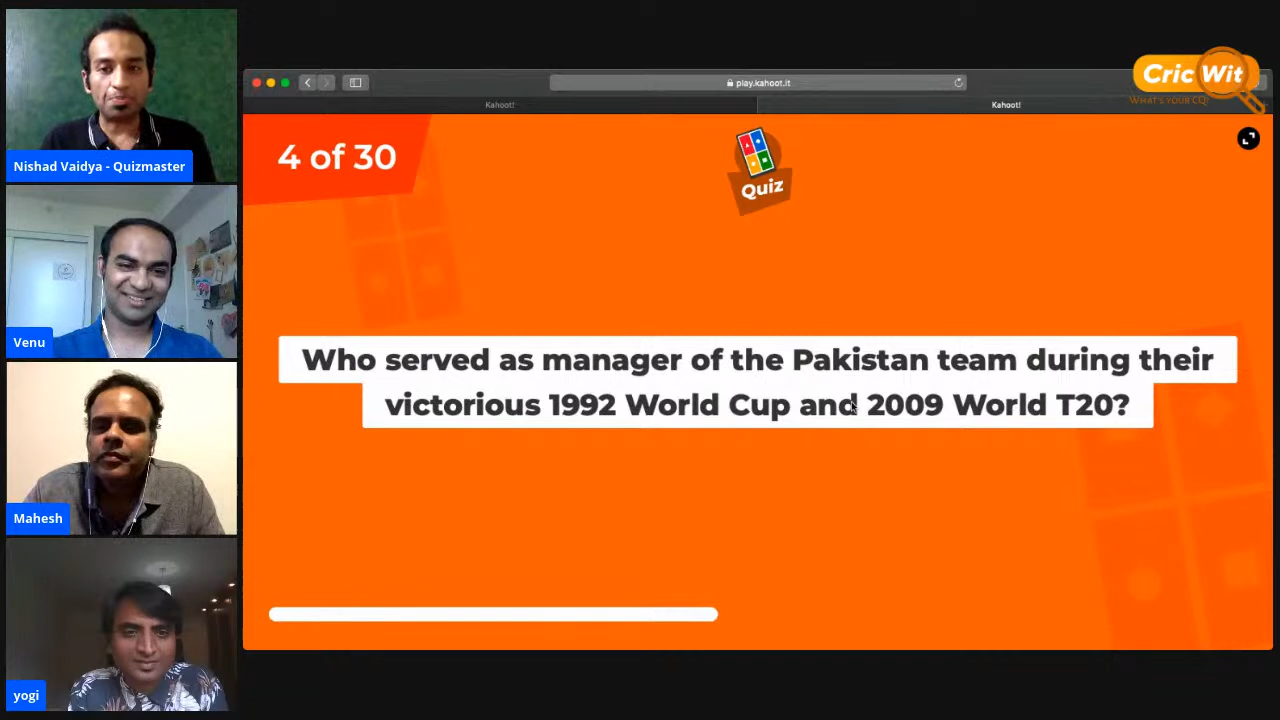 Nishad Vaidya - Quizmaster
Venu
Mahesh
yogi
play.kahoot.it
Kahoot!
Kahoot!
Cric Wit
WHAT'S YOUR CQ?
4 of 30
Quiz
Who served as manager of the Pakistan team during their
victorious 1992 World Cup and 2009 World T20?